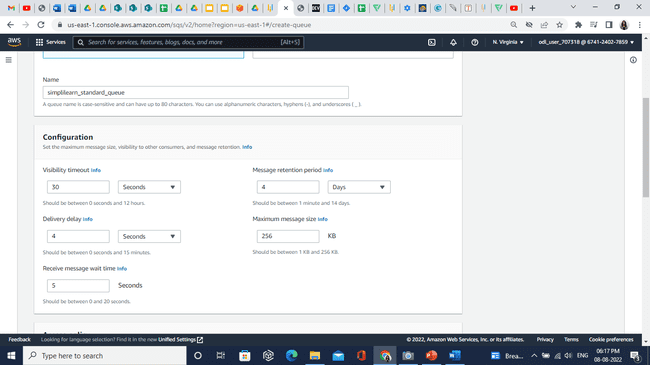 us-east-1.console.aws.amazon.com/sqs/v2/home?region=us-east-1#/create-queue
aws
Services
Search for services, features, blogs, docs, and more
[Alt+S]
N. Virginia
odl_user_707318 @ 6741-2402-7859
Name
simplilearn_standard_queue
A queue name is case-sensitive and can have up to 80 characters. You can use alphanumeric characters, hyphens (-), and underscores ( _ ).
Configuration
Set the maximum message size, visibility to other consumers, and message retention. Info
Visibility timeout Info
Message retention period Info
30 Seconds
4 Days
Should be between 0 seconds and 12 hours.
Should be between 1 minute and 14 days.
Delivery delay Info
Maximum message size Info
4 Seconds
256 KB
Should be between 0 seconds and 15 minutes.
Should be between 1 KB and 256 KB.
Receive message wait time Info
5 Seconds
Should be between 0 and 20 seconds.
Feedback
Looking for language selection? Find it in the new Unified Settings
© 2022, Amazon Web Services, Inc. or its affiliates.
Privacy
Terms
Cookie preferences
Type here to search
Brea...
ENG
06:17 PM
08-08-2022